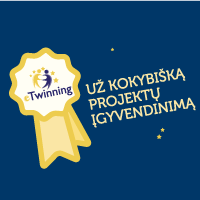 eTwinning
UŽ KOKYBIŠKĄ
PROJEKTŲ
ĮGYVENDINIMĄ